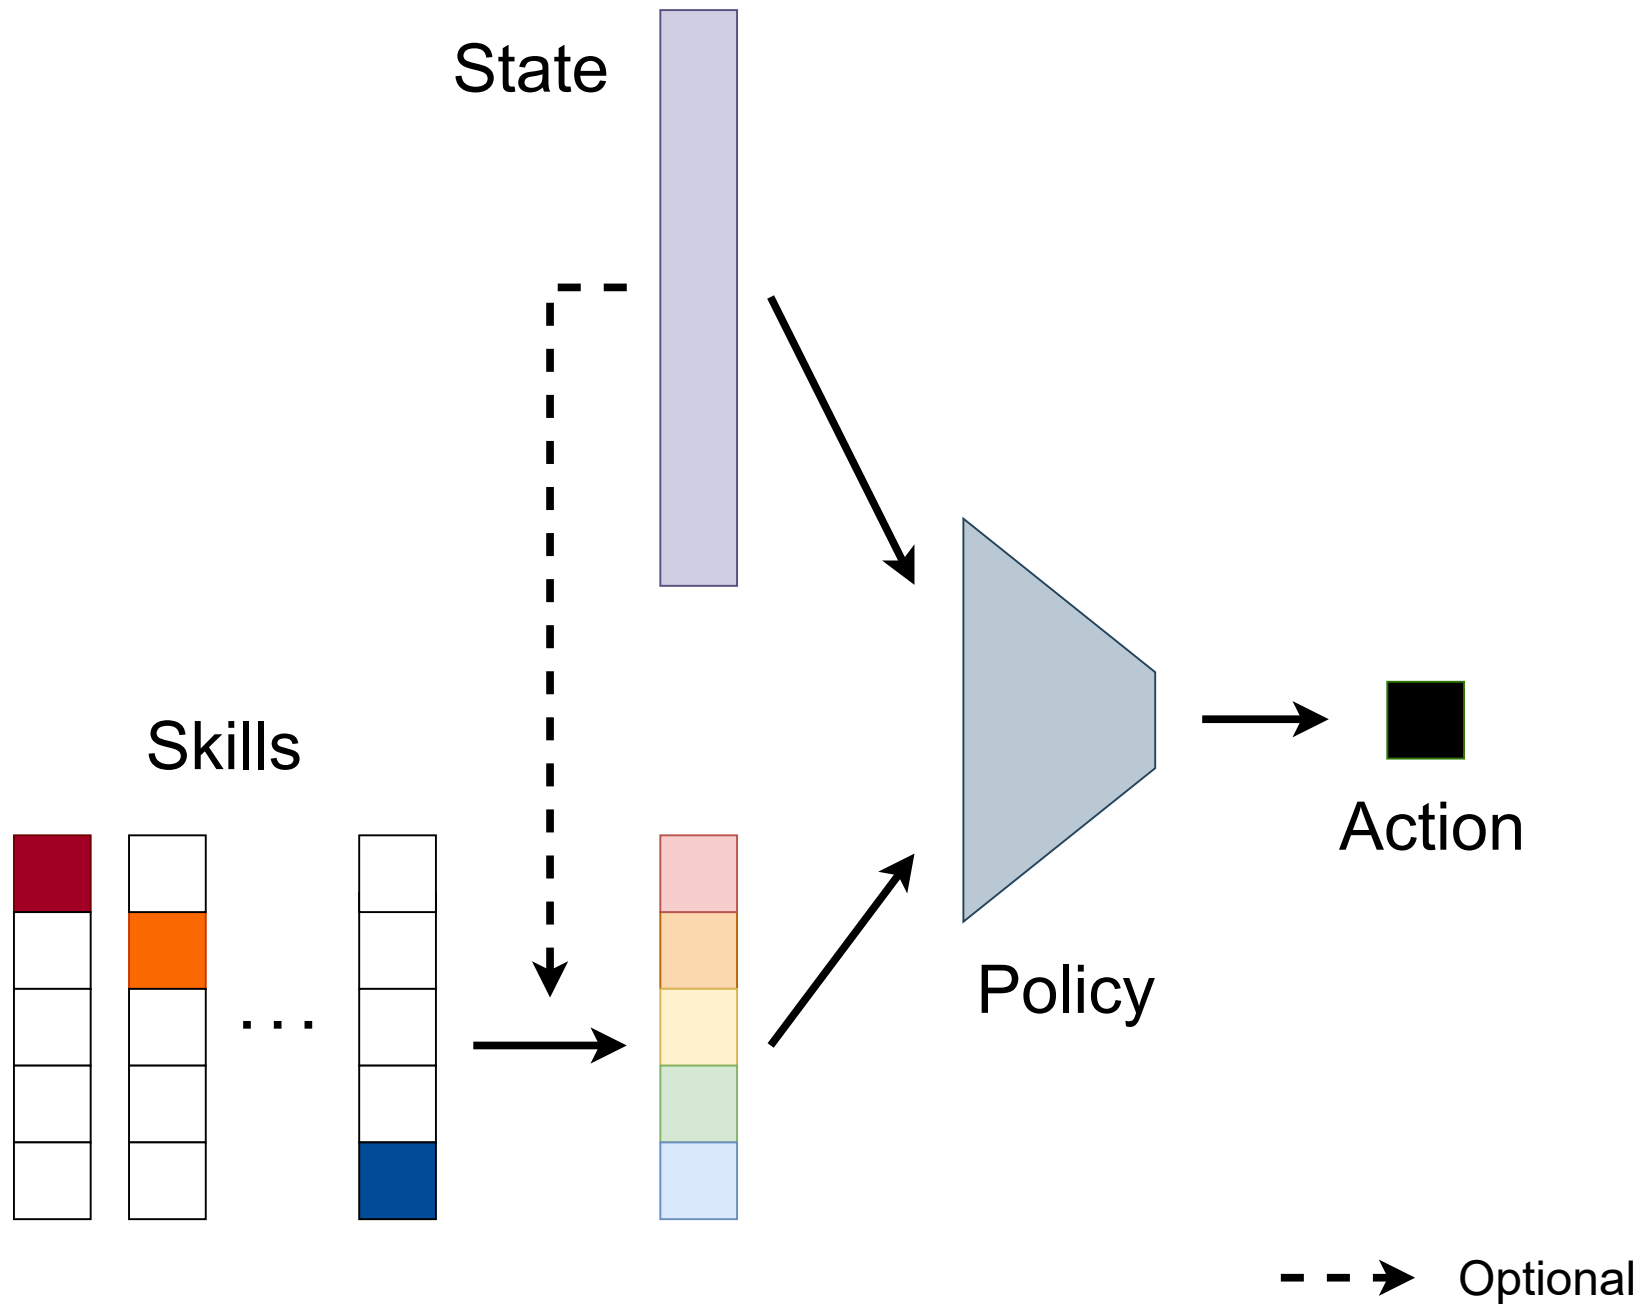 State
Skills
. . .
Action
Policy
Optional